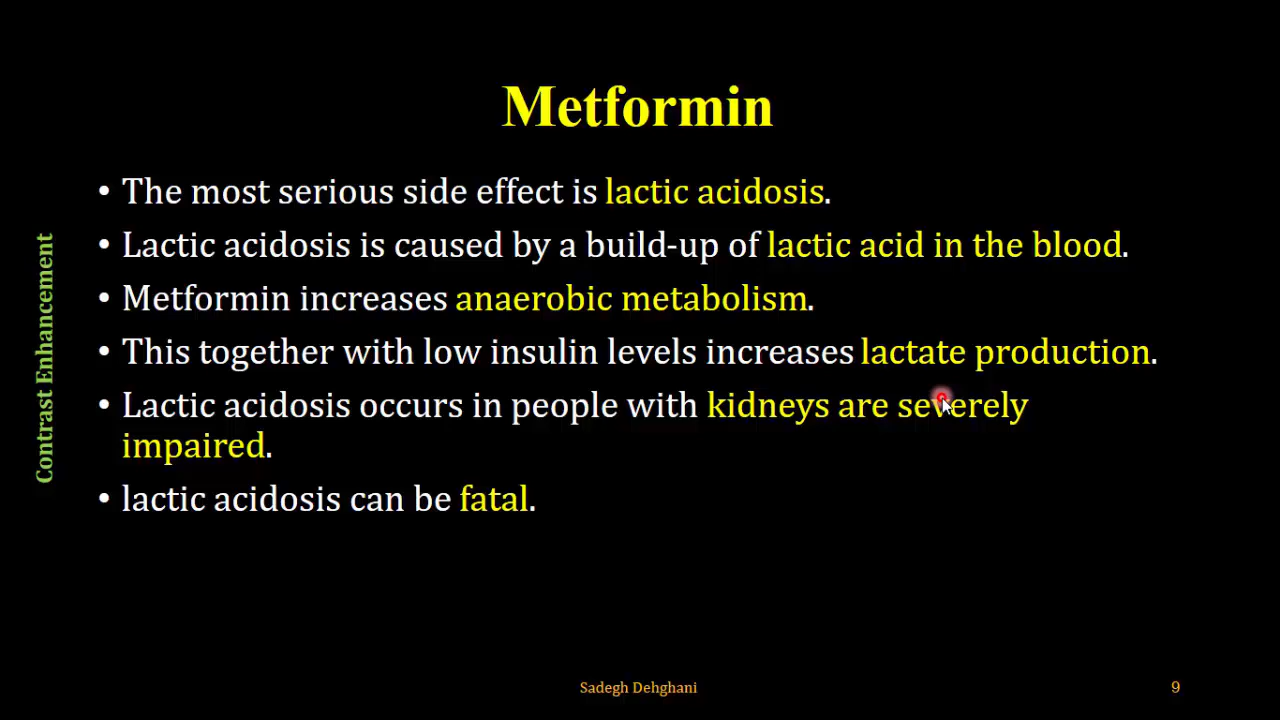 Metformin
• The most serious side effect is lactic acidosis.
• Lactic acidosis is caused by a build-up of lactic acid in the blood.
• Metformin increases anaerobic metabolism.
• This together with low insulin levels increases lactate production.
• Lactic acidosis occurs in people with kidneys are severely
impaired.
• lactic acidosis can be fatal.
Contrast Enhancement
Sadegh Dehghani
9